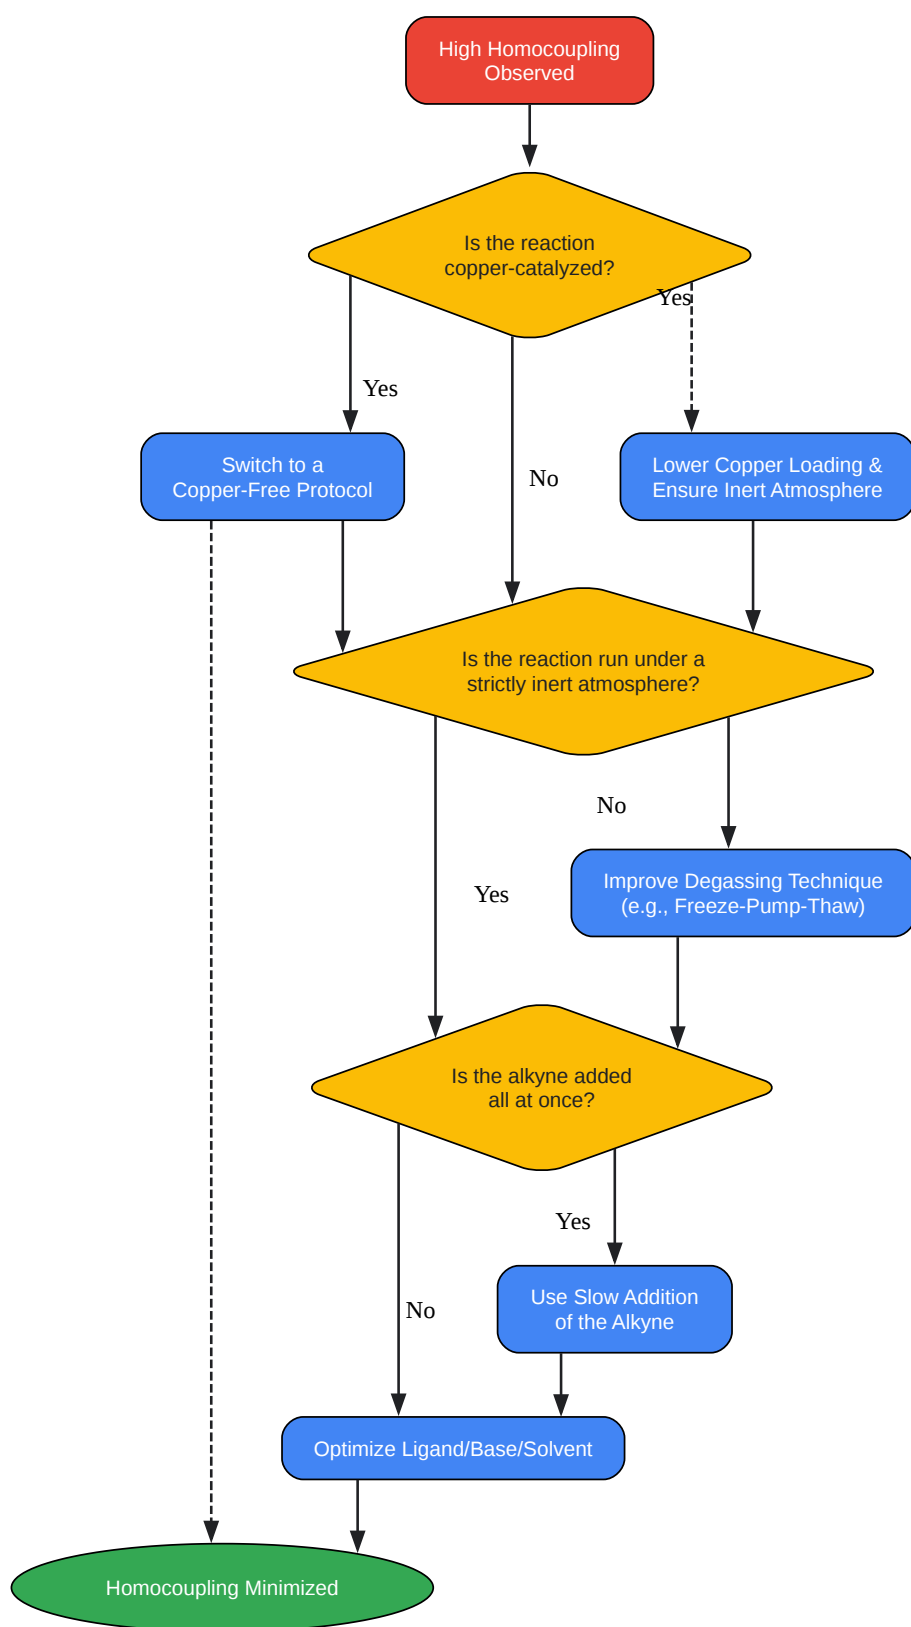 High Homocoupling
Observed
Is the reaction
copper-catalyzed?
Yes
Yes
Switch to a
Copper-Free Protocol
No
Lower Copper Loading &
Ensure Inert Atmosphere
Is the reaction run under a
strictly inert atmosphere?
No
Yes
Improve Degassing Technique
(e.g., Freeze-Pump-Thaw)
Is the alkyne added
all at once?
Yes
No
Use Slow Addition
of the Alkyne
Optimize Ligand/Base/Solvent
Homocoupling Minimized